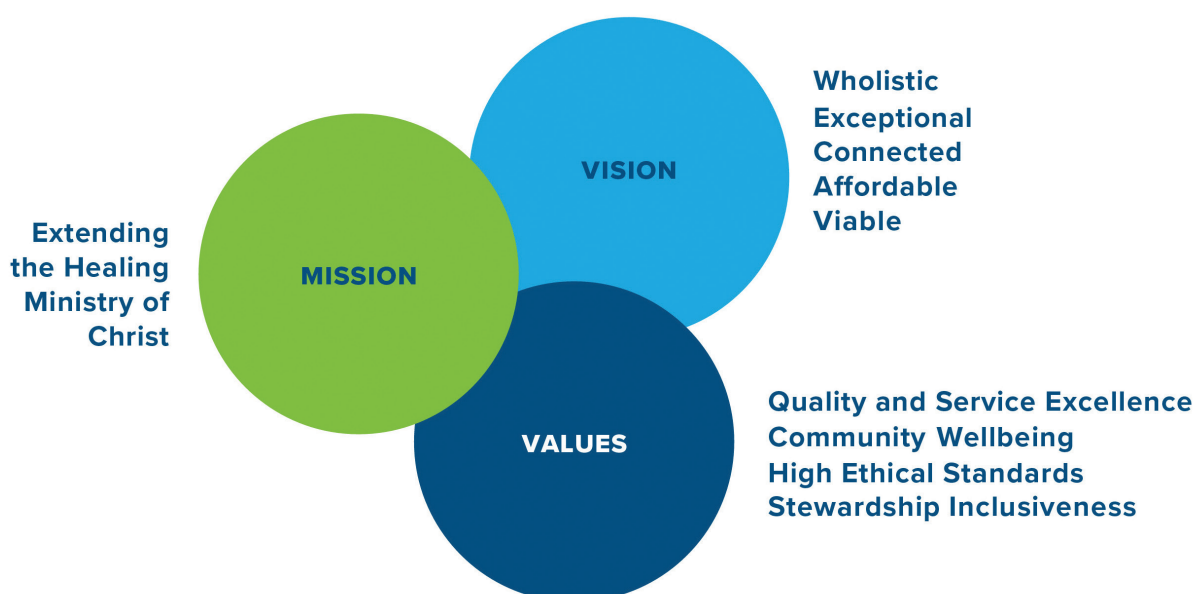 Extending
the Healing
Ministry of
Christ
MISSION
VISION
Wholistic
Exceptional
Connected
Affordable
Viable
VALUES
Quality and Service Excellence
Community Wellbeing
High Ethical Standards
Stewardship Inclusiveness